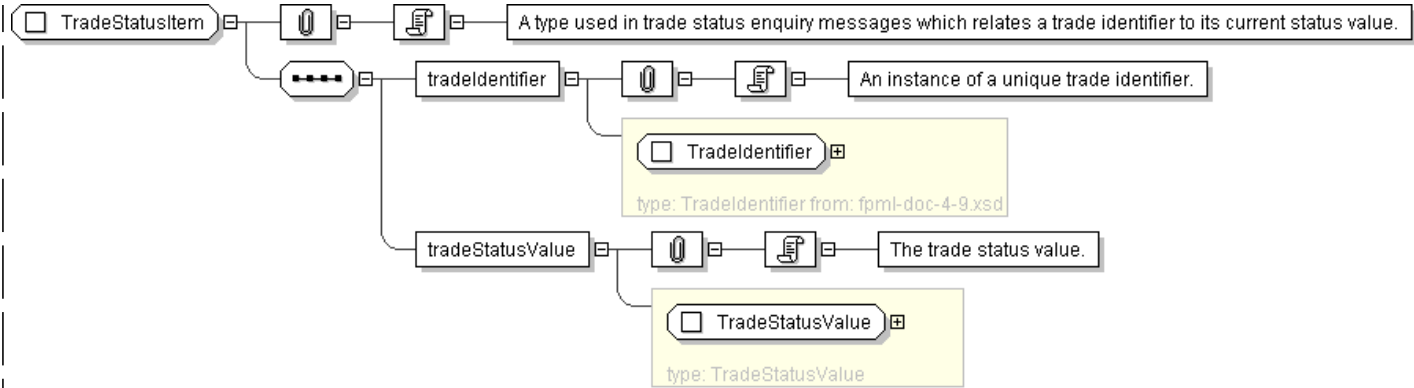 TradeStatusItem A type used in trade status enquiry messages which relates a trade identifier to its current status value.
tradeIdentifier An instance of a unique trade identifier.
TradeIdentifier
type: TradeIdentifier from: fpml-doc-4-9.xsd
tradeStatusValue The trade status value.
TradeStatusValue
type: TradeStatusValue